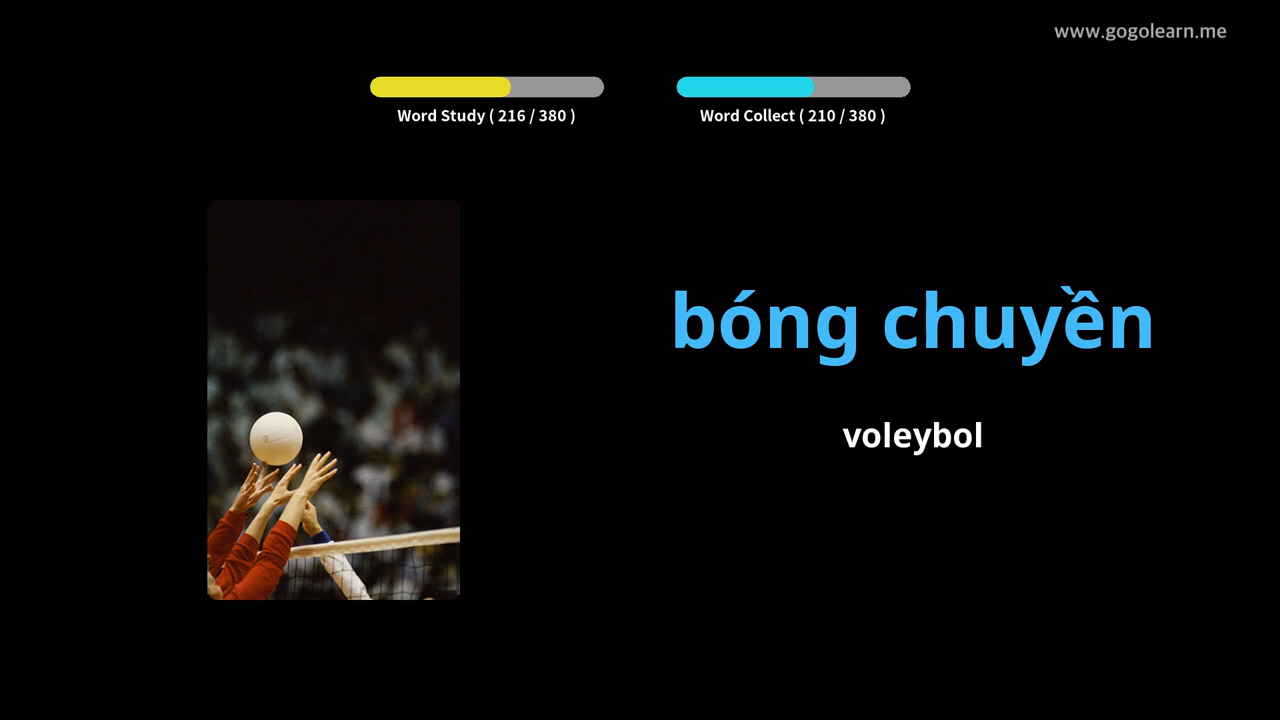 www.gogolearn.me
Word Study ( 216 / 380 )
Word Collect ( 210 / 380 )
bóng chuyền
voleybol